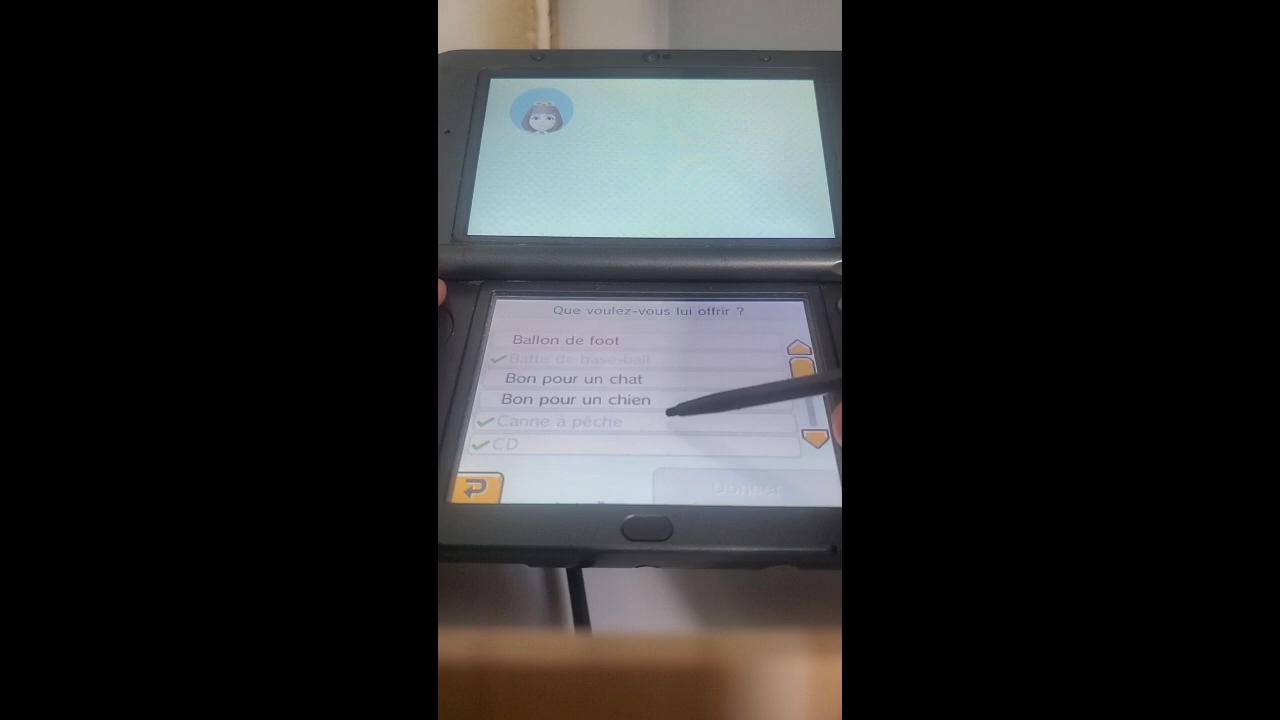 Que voulez-vous lui offrir ?
Ballon de foot
Batte de base-ball
Bon pour un chat
Bon pour un chien
Canne à pêche
CD
Donner